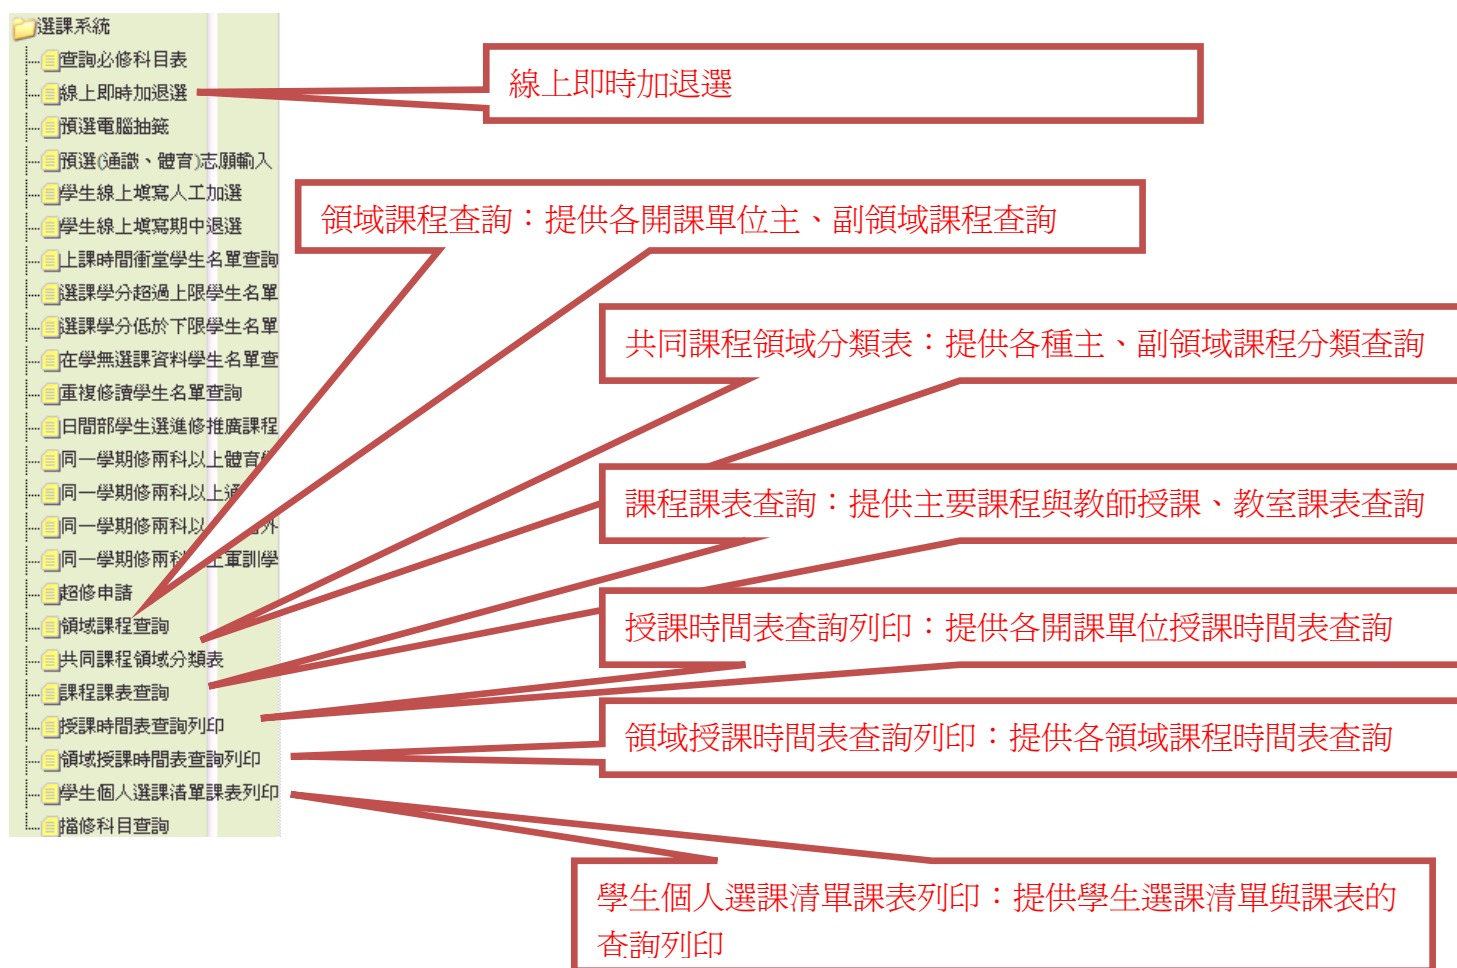 選課系統
查詢必修科目表
線上即時加退選
預選電腦抽籤
預選(通識、體育)志願輸入
學生線上填寫人工加選
學生線上填寫期中退選
上課時間衝堂學生名單查詢
選課學分超過上限學生名單
選課學分低於下限學生名單
在學無選課資料學生名單查
重複修讀學生名單查詢
日間部學生選進修推廣課程
同一學期修兩科以上體育
同一學期修兩科以上通
同一學期修兩科以 外
同一學期修兩科 上軍訓學
超修申請
領域課程查詢
共同課程領域分類表
課程課表查詢
授課時間表查詢列印
領域授課時間表查詢列印
學生個人選課清單課表列印
擋修科目查詢
線上即時加退選
領域課程查詢：提供各開課單位主、副領域課程查詢
共同課程領域分類表：提供各種主、副領域課程分類查詢
課程課表查詢：提供主要課程與教師授課、教室課表查詢
授課時間表查詢列印：提供各開課單位授課時間表查詢
領域授課時間表查詢列印：提供各領域課程時間表查詢
學生個人選課清單課表列印：提供學生選課清單與課表的
查詢列印